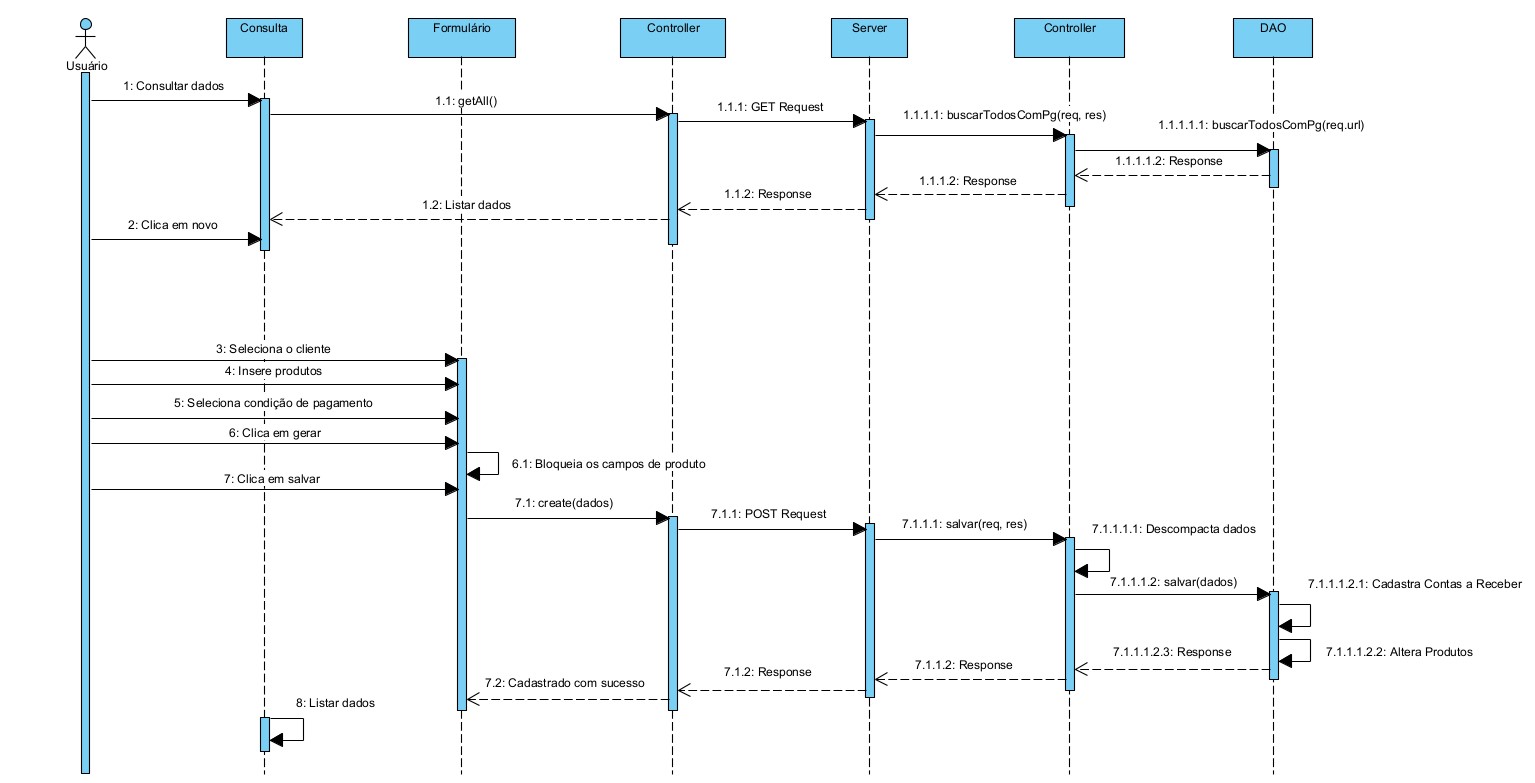 Consulta
Formulário
Controller
Server
Controller
DAO
Usuário
1: Consultar dados
1.1: getAll()
1.1.1: GET Request
1.1.1.1: buscarTodosComPg(req, res)
1.1.1.1.1: buscarTodosComPg(req.url)
1.1.1.1.2: Response
1.1.1.2: Response
1.1.2: Response
1.2: Listar dados
2: Clica em novo
3: Seleciona o cliente
4: Insere produtos
5: Seleciona condição de pagamento
6: Clica em gerar
6.1: Bloqueia os campos de produto
7: Clica em salvar
7.1: create(dados)
7.1.1: POST Request
7.1.1.1: salvar(req, res)
7.1.1.1.1: Descompacta dados
7.1.1.1.2: salvar(dados)
7.1.1.1.2.1: Cadastra Contas a Receber
7.1.1.1.2.2: Altera Produtos
7.1.1.1.2.3: Response
7.1.1.2: Response
7.1.2: Response
7.2: Cadastrado com sucesso
8: Listar dados